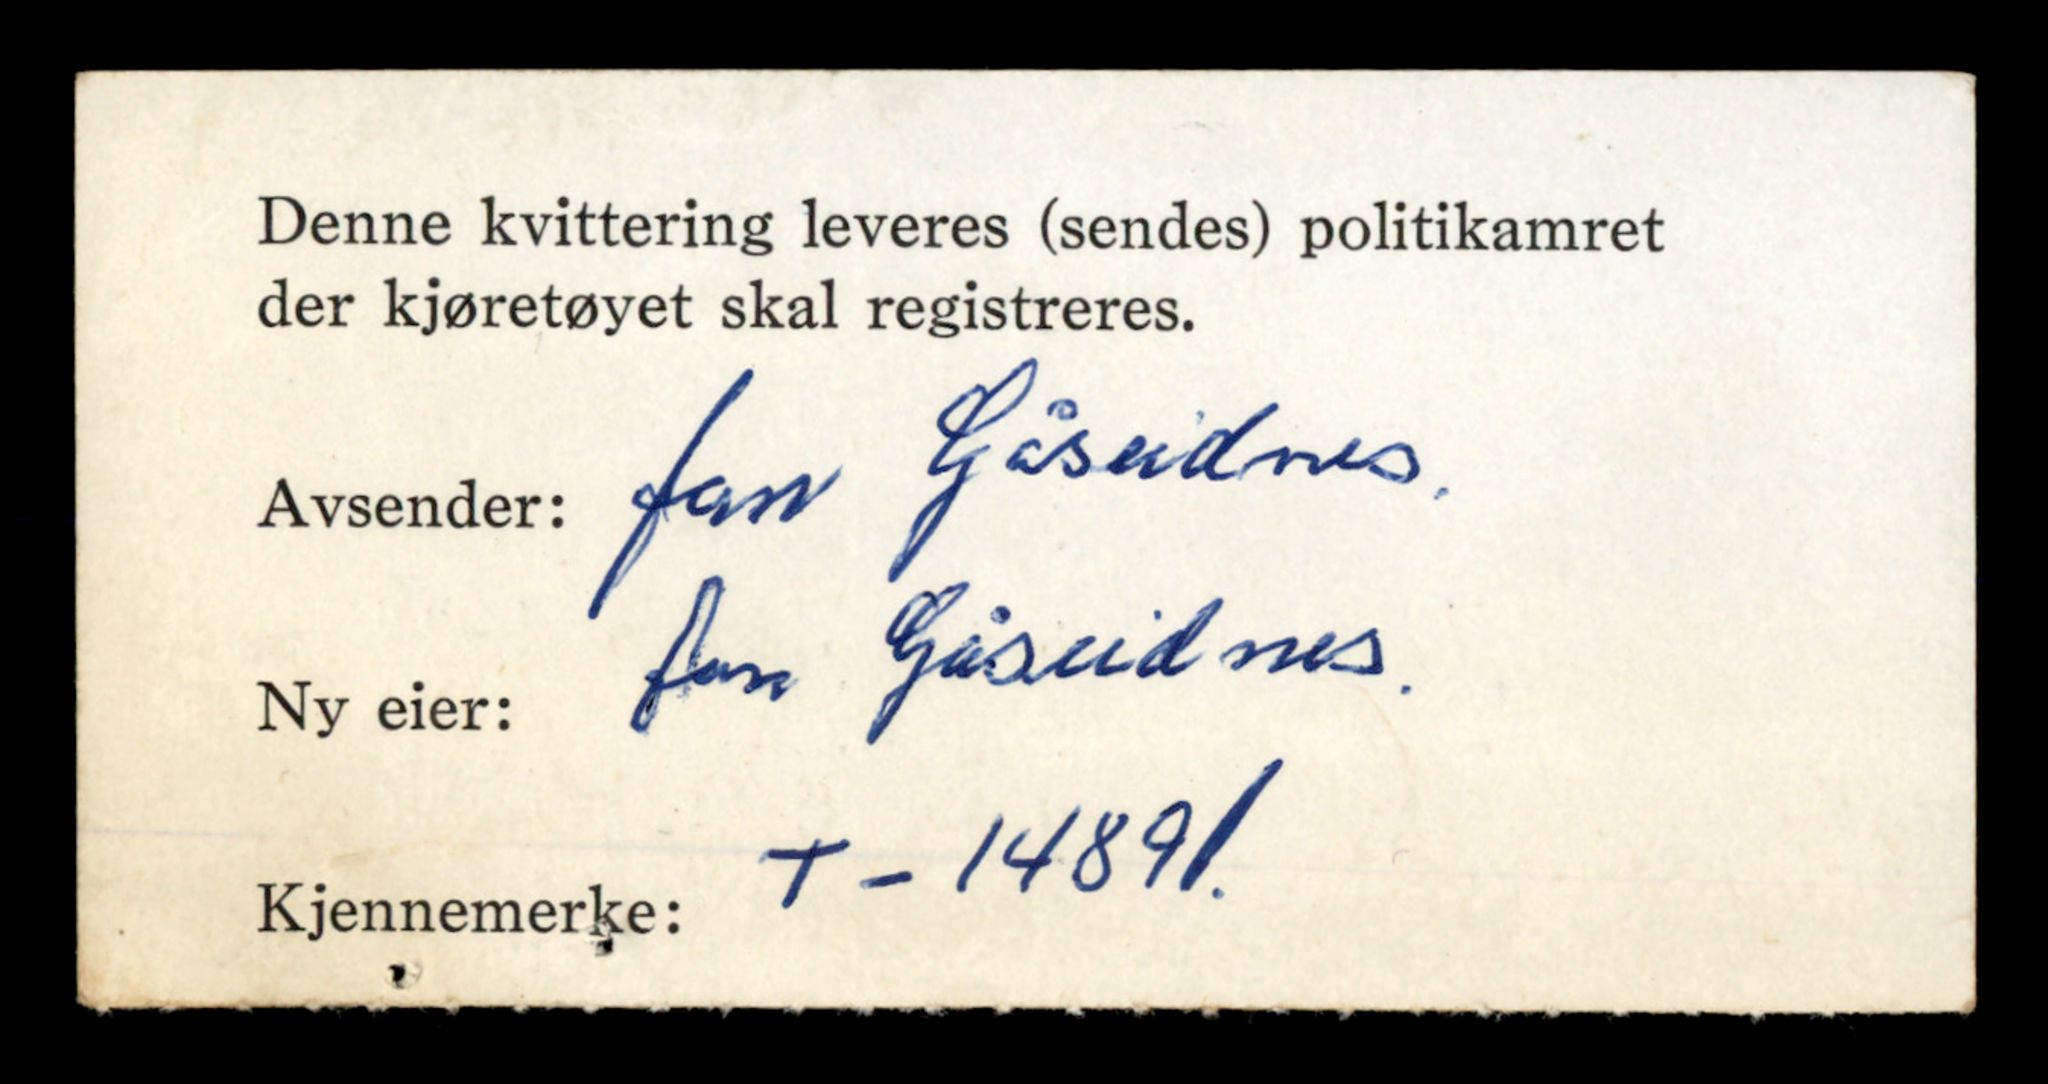 Denne kvittering leveres (sendes) politikamret
der kjøretøyet skal registreres.
Avsender: Jan Gåseidnes.
Ny eier: Jan Gåseidnes.
Kjennemerke: T - 14891.